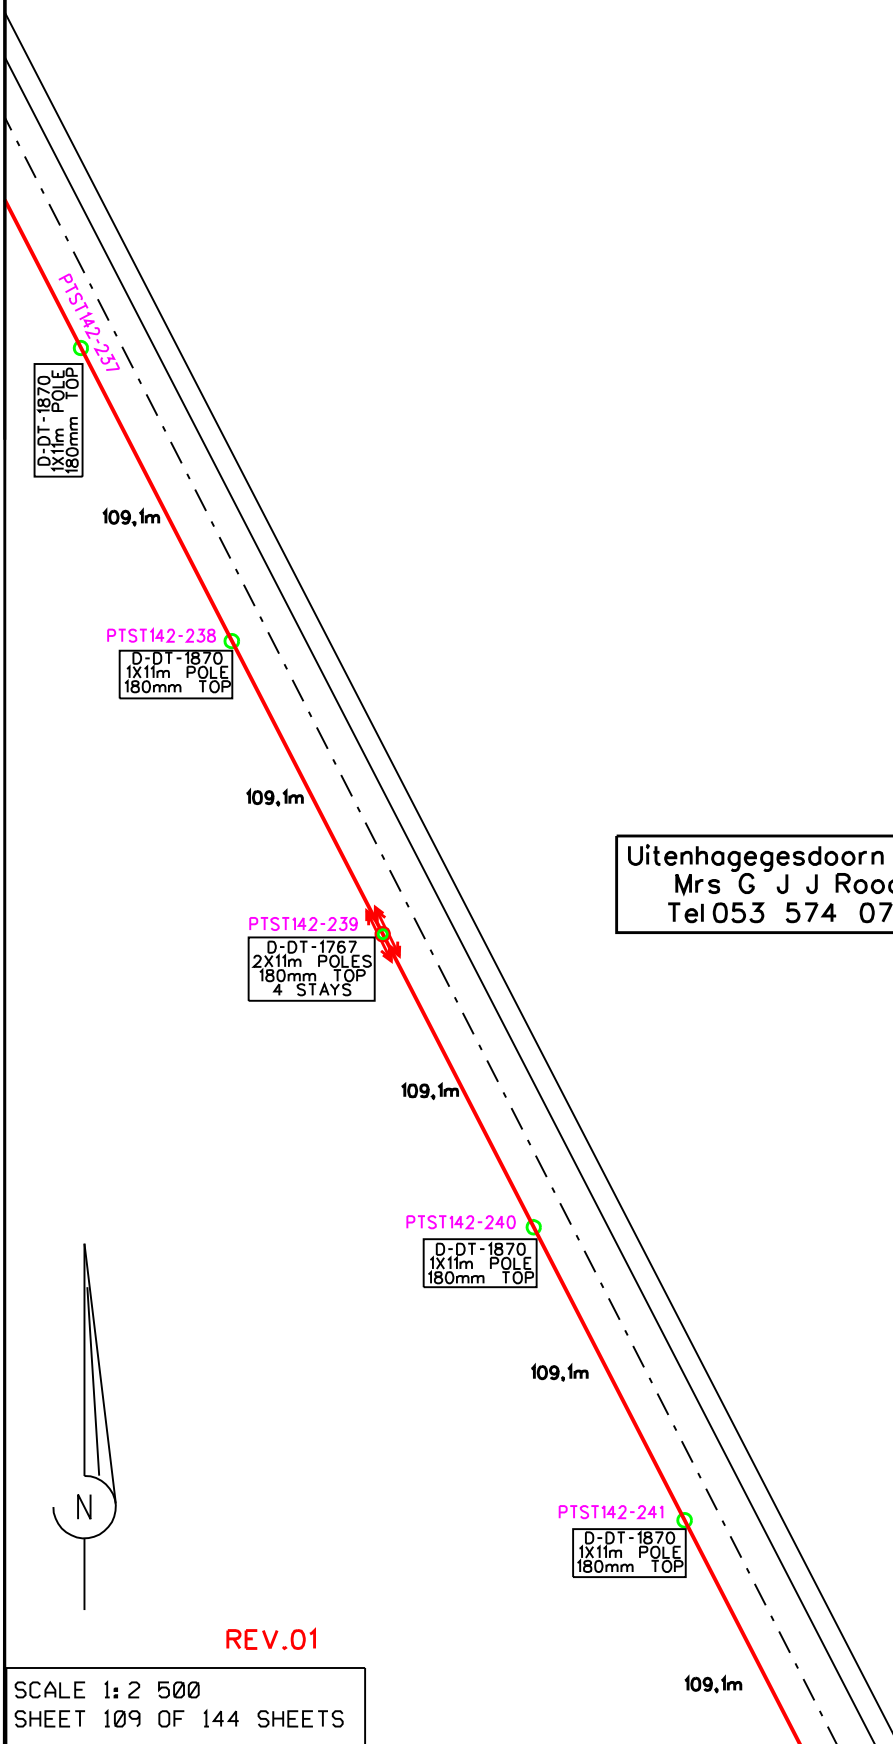 PTST142-237
D-DT-1870
1X11m POLE
180mm TOP
109,1m
PTST142-238
D-DT-1870
1X11m POLE
180mm TOP
109,1m
Uitenhagegesdoorn
Mrs G J J
Tel 053 574
PTST142-239
D-DT-1767
2X11m POLES
180mm TOP
4 STAYS
109,1m
PTST142-240
D-DT-1870
1X11m POLE
180mm TOP
109,1m
N
PTST142-241
D-DT-1870
1X11m POLE
180mm TOP
REV.01
109,1m
SCALE 1:2 500
SHEET 109 OF 144 SHEETS